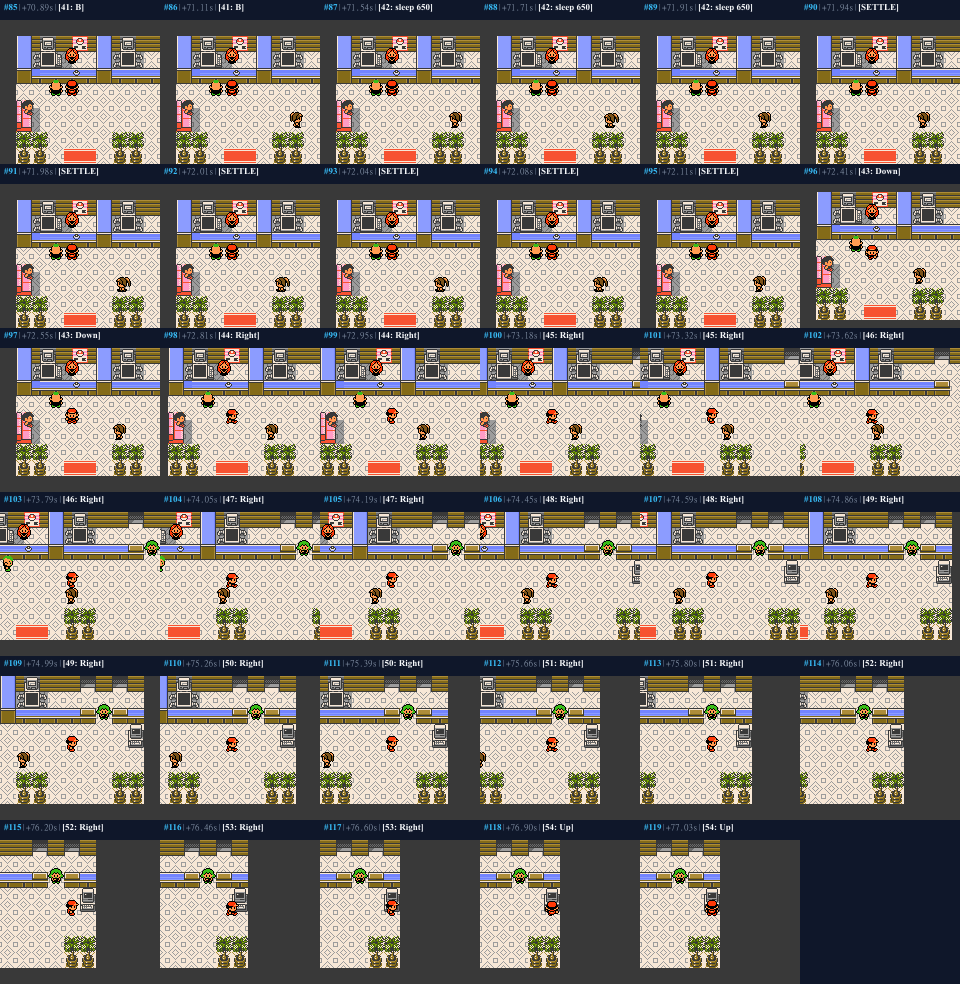 #85|+70.89s| [41: B]
#86|+71.11s| [41: B]
#87|+71.54s| [42: sleep 650]
#88|+71.71s| [42: sleep 650]
#89|+71.91s| [42: sleep 650]
#90|+71.94s| [SETTLE]
#91|+71.98s| [SETTLE]
#92|+72.01s| [SETTLE]
#93|+72.04s| [SETTLE]
#94|+72.08s| [SETTLE]
#95|+72.11s| [SETTLE]
#96|+72.41s| [43: Down]
#97|+72.55s| [43: Down]
#98|+72.81s| [44: Right]
#99|+72.95s| [44: Right]
#100|+73.18s| [45: Right]
#101|+73.32s| [45: Right]
#102|+73.62s| [46: Right]
#103|+73.79s| [46: Right]
#104|+74.05s| [47: Right]
#105|+74.19s| [47: Right]
#106|+74.45s| [48: Right]
#107|+74.59s| [48: Right]
#108|+74.86s| [49: Right]
#109|+74.99s| [49: Right]
#110|+75.26s| [50: Right]
#111|+75.39s| [50: Right]
#112|+75.66s| [51: Right]
#113|+75.80s| [51: Right]
#114|+76.06s| [52: Right]
#115|+76.20s| [52: Right]
#116|+76.46s| [53: Right]
#117|+76.60s| [53: Right]
#118|+76.90s| [54: Up]
#119|+77.03s| [54: Up]